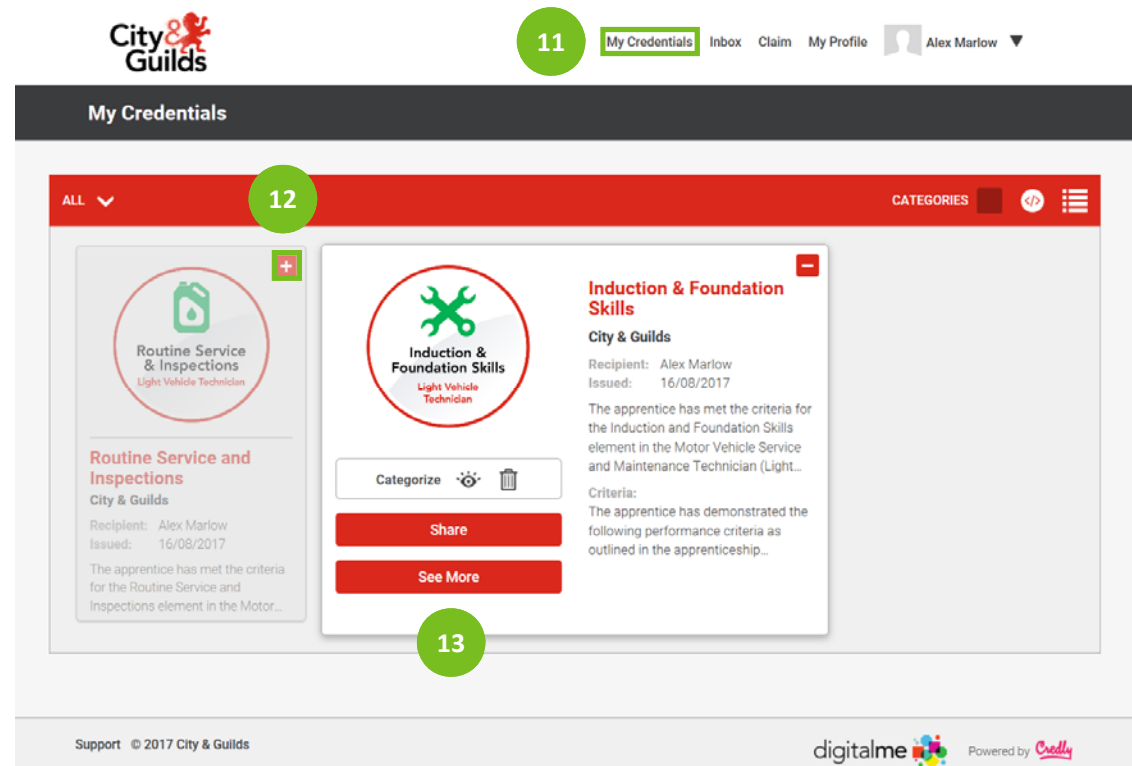 City&
Guilds
11
My Credentials Inbox Claim My Profile Alex Marlow
My Credentials
ALL
12
CATEGORIES
Routine Service
& Inspections
Light Vehicle Technician
Routine Service and
Inspections
City & Guilds
Recipient: Alex Marlow
Issued: 16/08/2017
The apprentice has met the criteria
for the Routine Service and
Inspections element in the Motor...
Induction &
Foundation Skills
Light Vehicle
Technician
Categorize
Share
See More
13
Induction & Foundation
Skills
City & Guilds
Recipient: Alex Marlow
Issued: 16/08/2017
The apprentice has met the criteria for
the Induction and Foundation Skills
element in the Motor Vehicle Service
and Maintenance Technician (Light...
Criteria:
The apprentice has demonstrated the
following performance criteria as
outlined in the apprenticeship...
Support © 2017 City & Guilds
digitalme
Powered by Credly